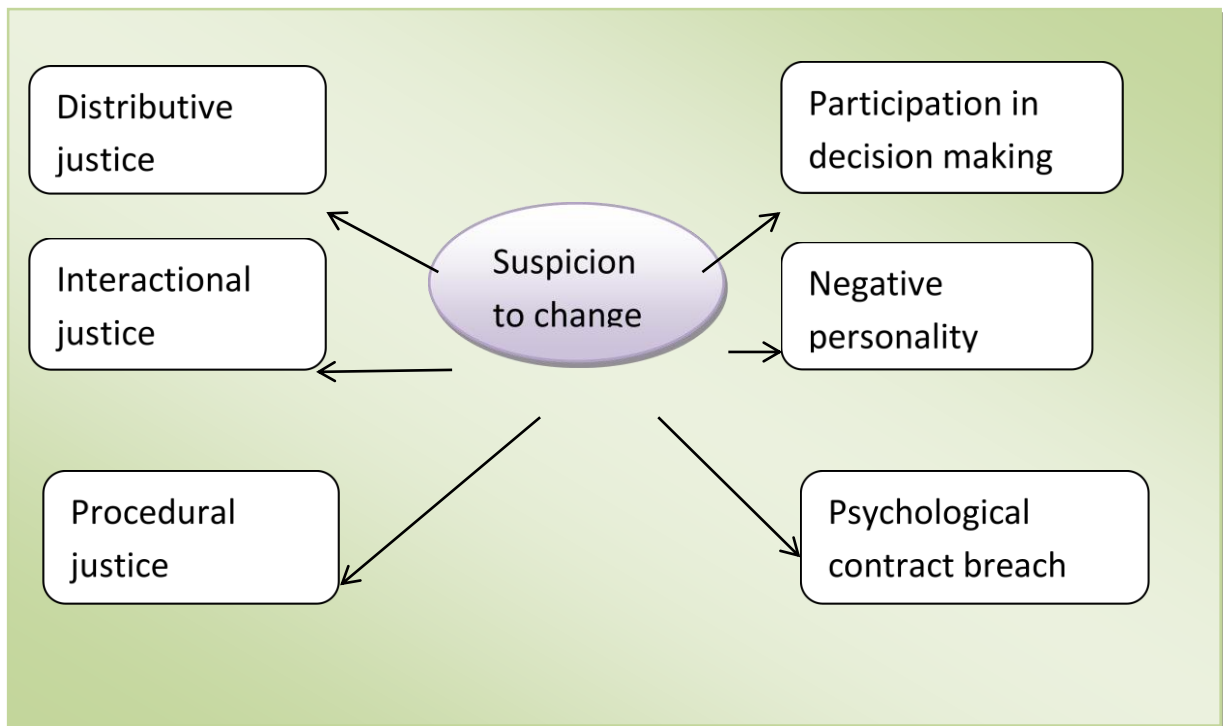 Distributive
justice
Participation in
decision making
Suspicion
to change
Interactional
justice
Negative
personality
Procedural
justice
Psychological
contract breach